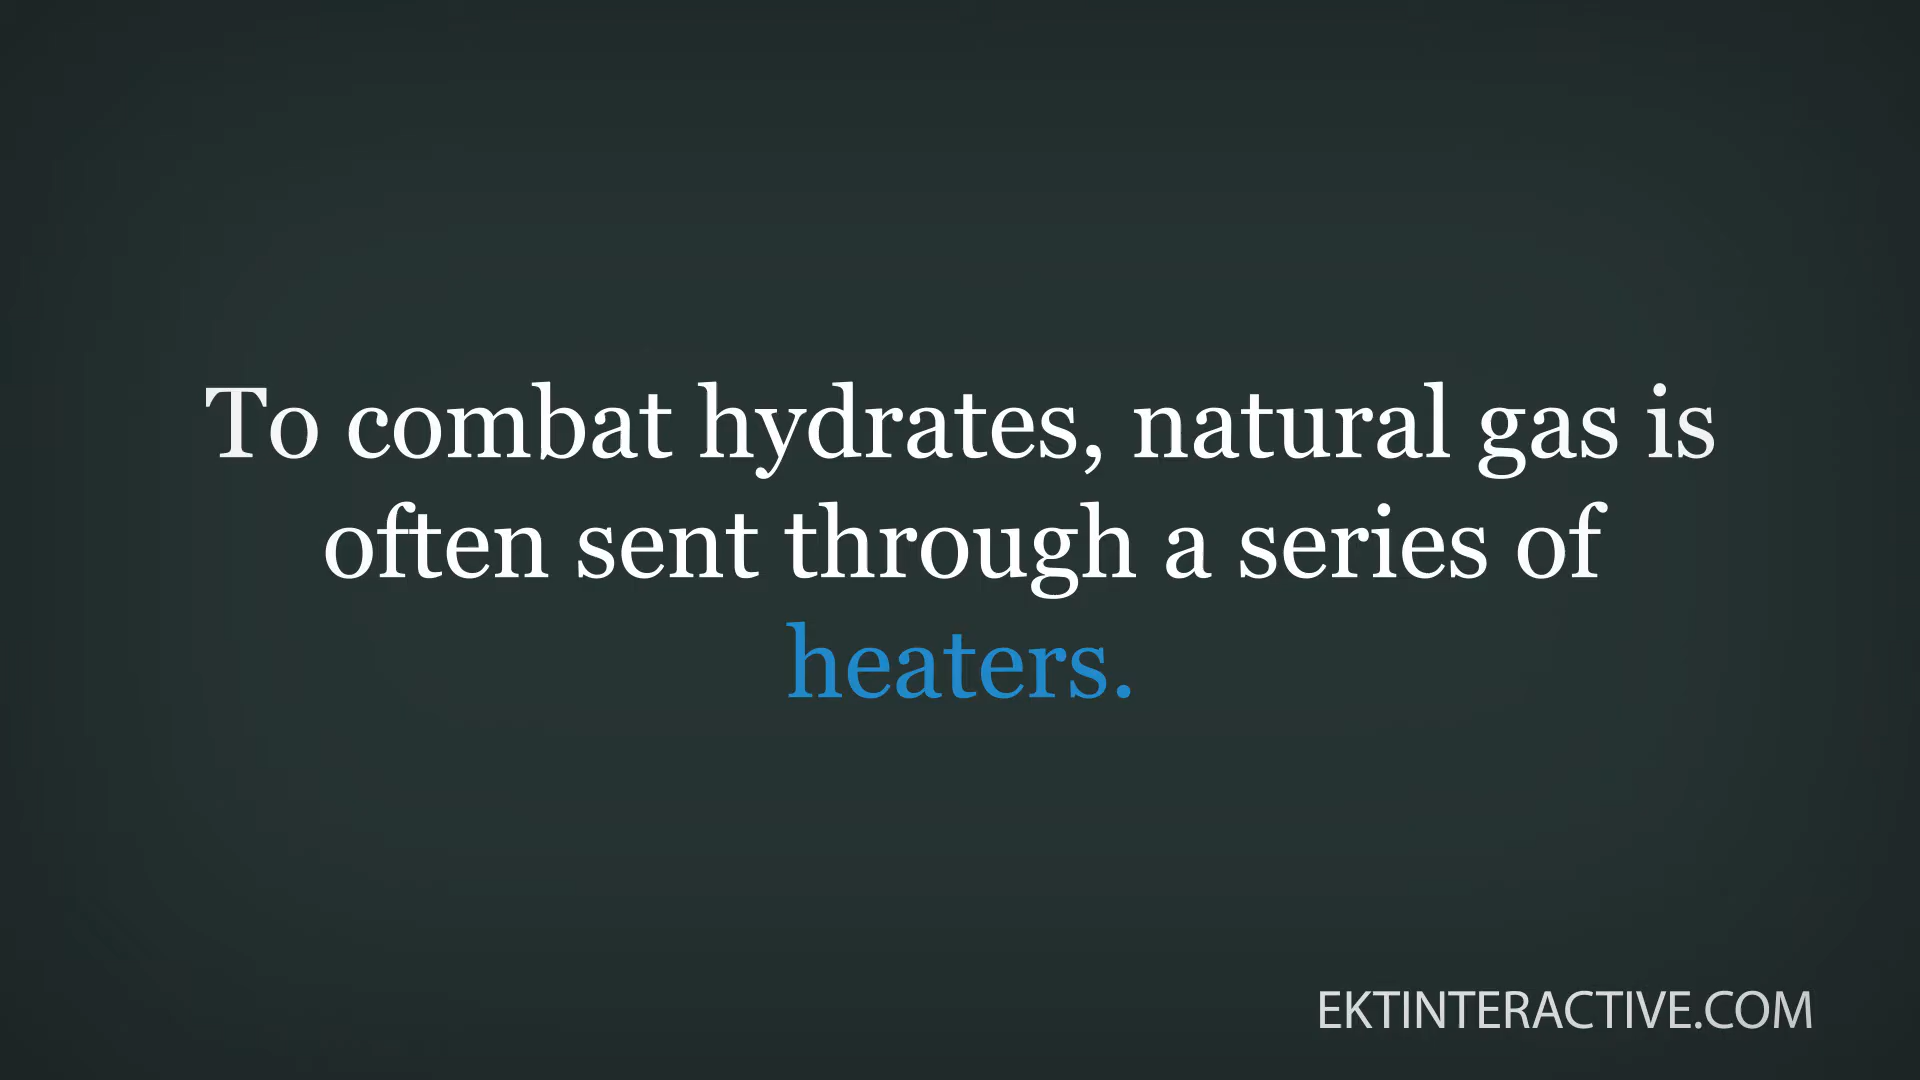 To combat hydrates, natural gas is
often sent through a series of
heaters.
EKTINTERACTIVE.COM